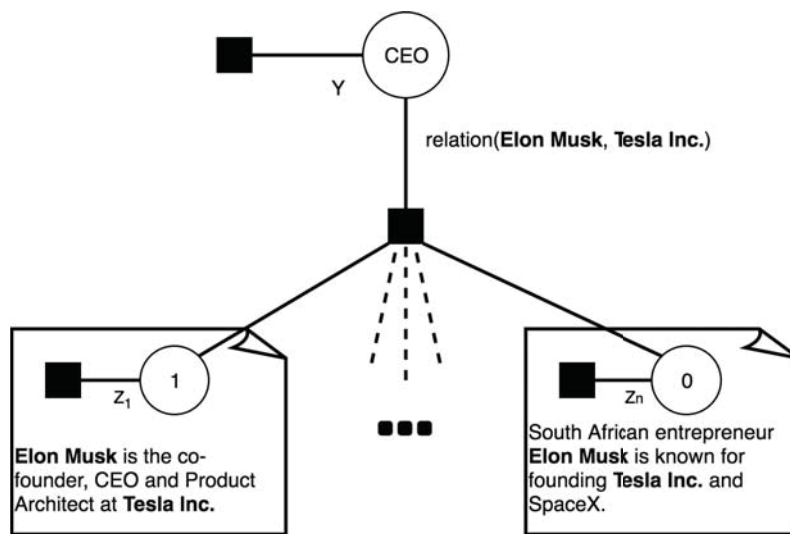 CEO
Y
relation(Elon Musk, Tesla Inc.)
1
Z1
Elon Musk is the co-
founder, CEO and Product
Architect at Tesla Inc.
0
Zn
South African entrepreneur
Elon Musk is known for
founding Tesla Inc. and
SpaceX.